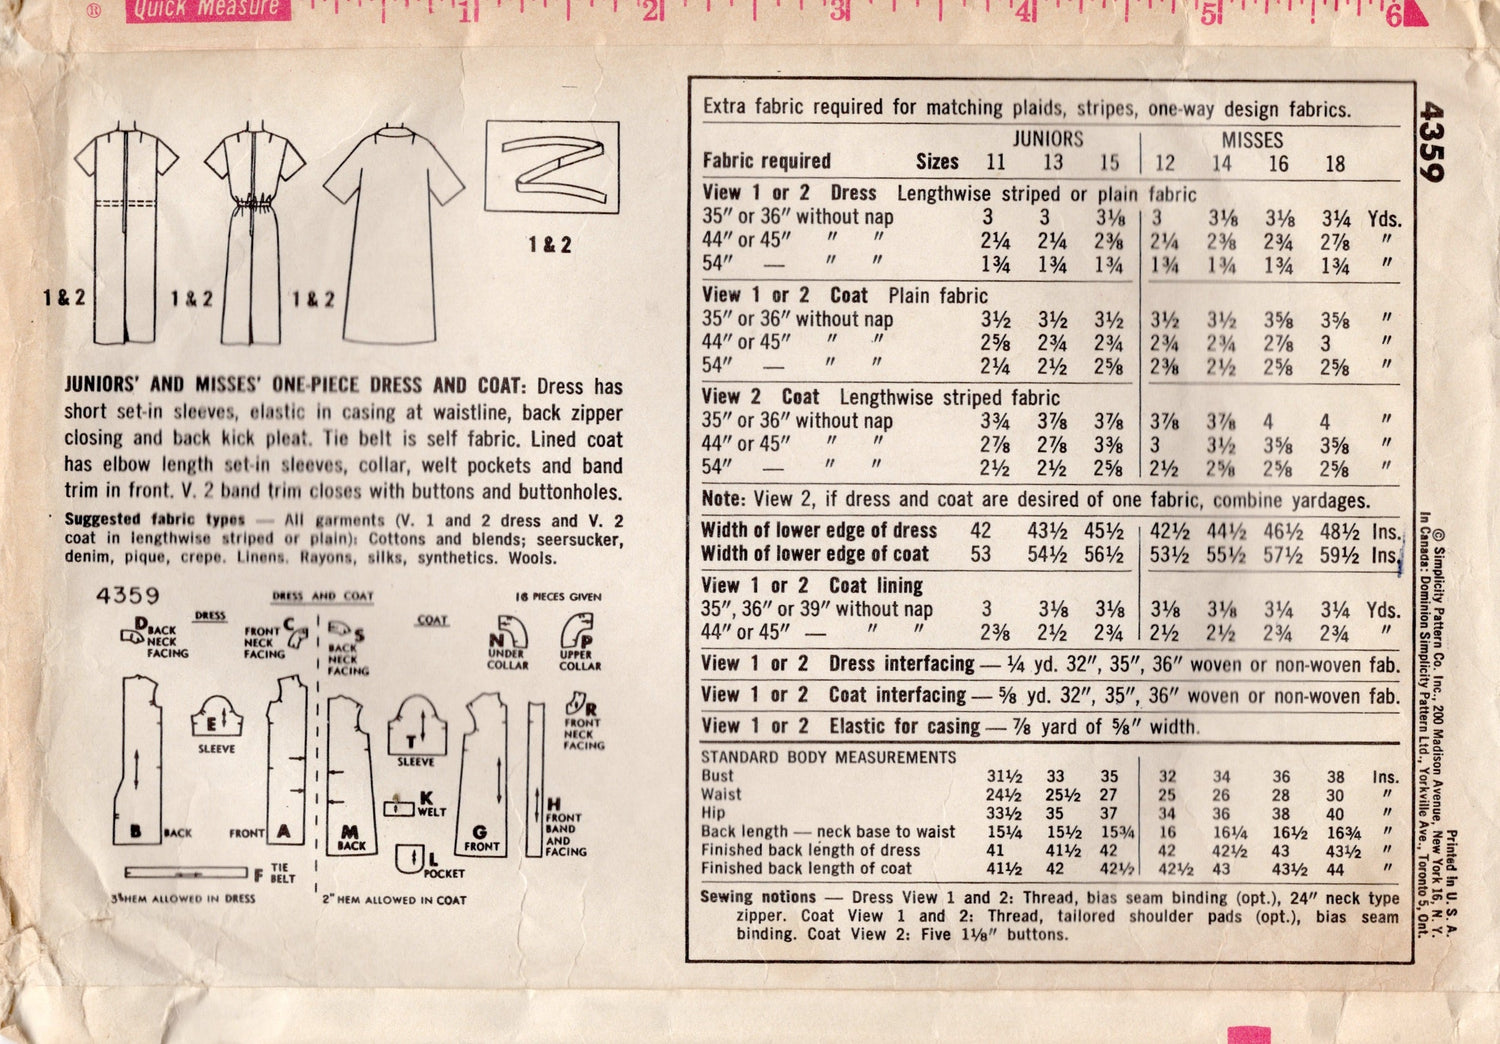 ® Quick Measure 1 2 3 4 5 6
1 & 2
1 & 2
1 & 2
1 & 2
JUNIORS' AND MISSES' ONE-PIECE DRESS AND COAT: Dress has
short set-in sleeves, elastic in casing at waistline, back zipper
closing and back kick pleat. Tie belt is self fabric. Lined coat
has elbow length set-in sleeves, collar, welt pockets and band
trim in front. V. 2 band trim closes with buttons and buttonholes.
Suggested fabric types — All garments (V. 1 and 2 dress and V. 2
coat in lengthwise striped or plain): Cottons and blends; seersucker,
denim, pique, crepe. Linens. Rayons, silks, synthetics. Wools.
4359 DRESS AND COAT 16 PIECES GIVEN
DRESS
COAT
D BACK
NECK
FACING
FRONT C
NECK
FACING
S
BACK
NECK
FACING
N
UNDER
COLLAR
P
UPPER
COLLAR
E
SLEEVE
T
SLEEVE
R
FRONT
NECK
FACING
B BACK
FRONT A
M
BACK
K
WELT
L
POCKET
G
FRONT
H
FRONT
BAND
AND
FACING
F TIE
BELT
HEM ALLOWED IN DRESS
2" HEM ALLOWED IN COAT
Extra fabric required for matching plaids, stripes, one-way design fabrics.
JUNIORS MISSES
Fabric required Sizes 11 13 15 12 14 16 18
View 1 or 2 Dress Lengthwise striped or plain fabric
35" or 36" without nap 3 3 3⅛ 3 3⅛ 3⅛ 3¼ Yds.
44" or 45" " " 2¼ 2¼ 2⅜ 2¼ 2⅜ 2¾ 2⅞ "
54" — " " 1¾ 1¾ 1¾ 1¾ 1¾ 1¾ 1¾ "
View 1 or 2 Coat Plain fabric
35" or 36" without nap 3½ 3½ 3½ 3½ 3½ 3⅝ 3⅝ "
44" or 45" " " 2⅝ 2¾ 2¾ 2¾ 2¾ 2⅞ 3 "
54" — " " 2¼ 2½ 2⅝ 2⅜ 2½ 2⅝ 2⅝ "
View 2 Coat Lengthwise striped fabric
35" or 36" without nap 3¾ 3⅞ 3⅞ 3⅞ 3⅞ 4 4 "
44" or 45" " " 2⅞ 2⅞ 3⅜ 3 3½ 3⅝ 3⅝ "
54" — " " 2½ 2½ 2⅝ 2½ 2⅝ 2⅝ 2⅝ "
Note: View 2, if dress and coat are desired of one fabric, combine yardages.
Width of lower edge of dress 42 43½ 45½ 42½ 44½ 46½ 48½ Ins.
Width of lower edge of coat 53 54½ 56½ 53½ 55½ 57½ 59½ Ins.
View 1 or 2 Coat lining
35", 36" or 39" without nap 3 3⅛ 3⅛ 3⅛ 3⅛ 3¼ 3¼ Yds.
44" or 45" — " " 2⅜ 2½ 2¾ 2½ 2½ 2¾ 2¾ "
View 1 or 2 Dress interfacing — ¼ yd. 32", 35", 36" woven or non-woven fab.
View 1 or 2 Coat interfacing — ⅝ yd. 32", 35", 36" woven or non-woven fab.
View 1 or 2 Elastic for casing — ⅞ yard of ⅝" width.
STANDARD BODY MEASUREMENTS
Bust 31½ 33 35 32 34 36 38 Ins.
Waist 24½ 25½ 27 25 26 28 30 "
Hip 33½ 35 37 34 36 38 40 "
Back length — neck base to waist 15¼ 15½ 15¾ 16 16¼ 16½ 16¾ "
Finished back length of dress 41 41½ 42 42 42½ 43 43½ "
Finished back length of coat 41½ 42 42½ 42½ 43 43½ 44 "
Sewing notions — Dress View 1 and 2: Thread, bias seam binding (opt.), 24" neck type
zipper. Coat View 1 and 2: Thread, tailored shoulder pads (opt.), bias seam
binding. Coat View 2: Five 1⅛" buttons.
4359
© Simplicity Pattern Co. Inc., 200 Madison Avenue, New York 16, N. Y.
In Canada: Dominion Simplicity Pattern Ltd., Yorkville Ave., Toronto 5, Ont.
Printed in U. S. A.